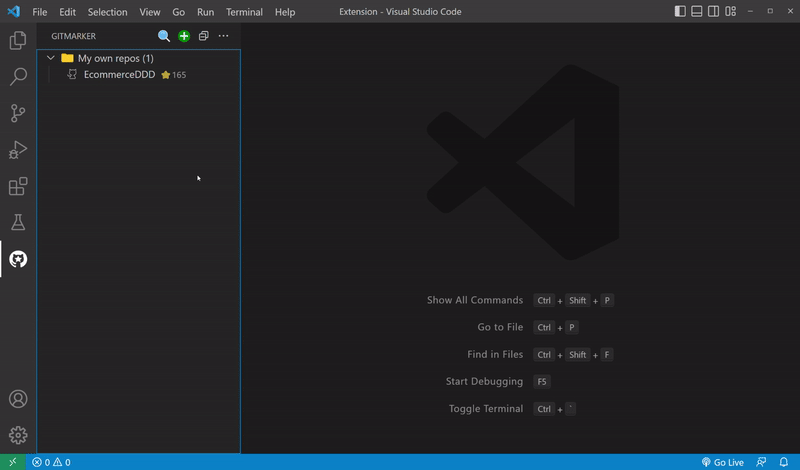 File Edit Selection View Go Run Terminal Help Extension - Visual Studio Code
GITMARKER
My own repos (1)
EcommerceDDD 165
Show All Commands Ctrl + Shift + P
Go to File Ctrl + P
Find in Files Ctrl + Shift + F
Start Debugging F5
Toggle Terminal Ctrl + `
0 0 Go Live